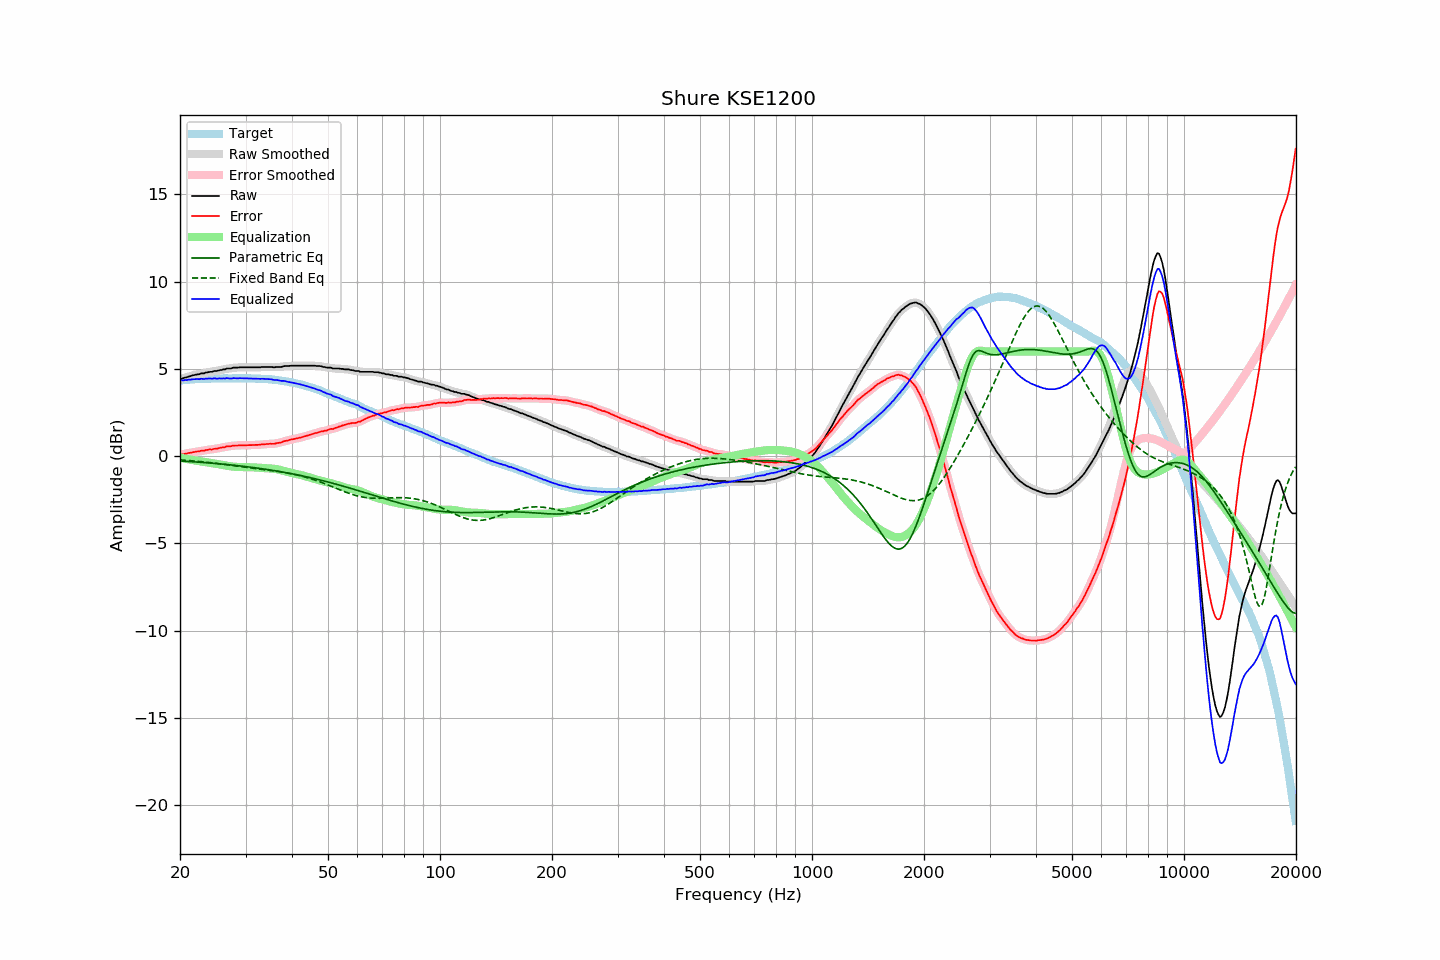 Shure KSE1200
Target
Raw Smoothed
Error Smoothed
Raw
Error
Equalization
Parametric Eq
Fixed Band Eq
Equalized
15
10
5
0
−5
−10
−15
−20
Amplitude (dBr)
20
50
100
200
500
1000
2000
5000
10000
20000
Frequency (Hz)